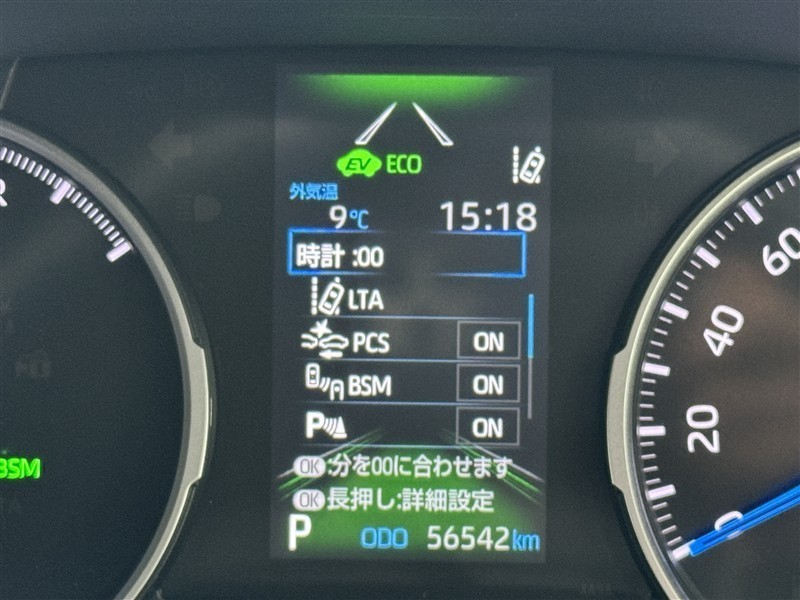 EV ECO
外気温
9℃ 15:18
時計 :00
LTA
PCS ON
BSM ON
P ON
OK :分を00に合わせます
OK 長押し:詳細設定
P ODO 56542km
BSM
60
40
20
0